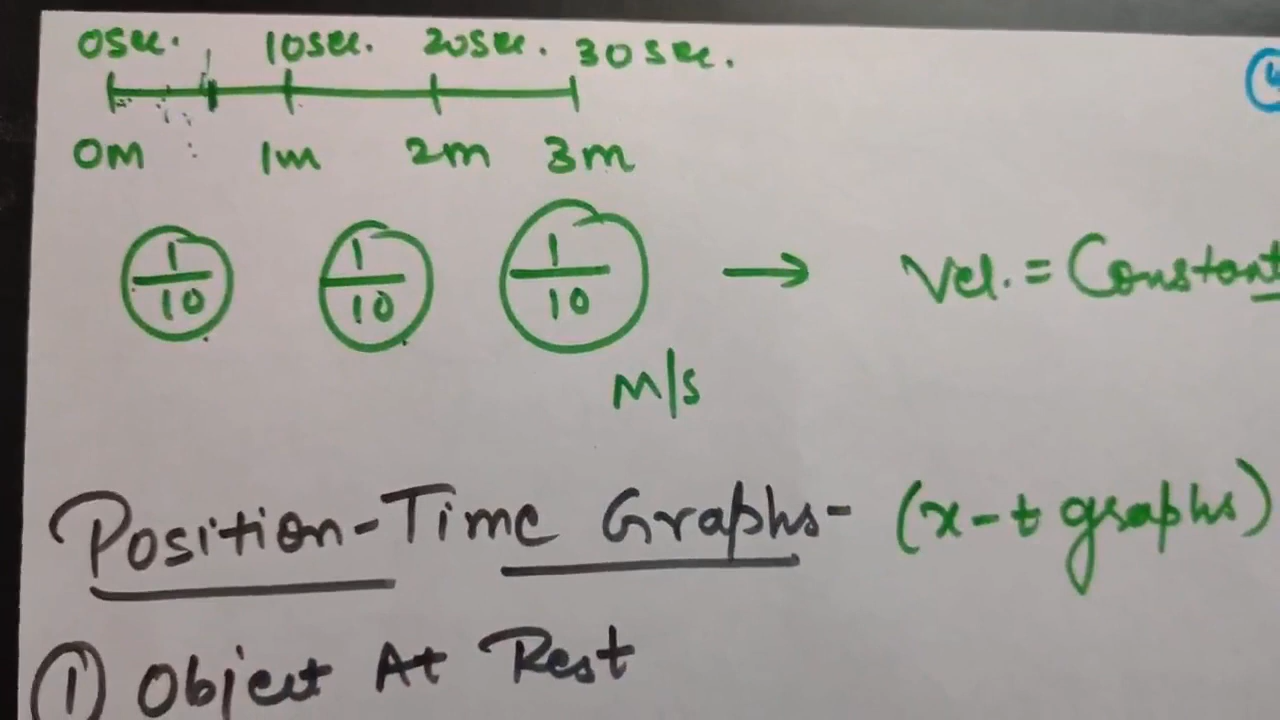 0sec. 10sec. 20sec. 30sec.
0m 1m 2m 3m
1/10 1/10 1/10 → Vel. = Constant
M/s
Position-Time Graphs- (x-t graphs)
① Object At Rest